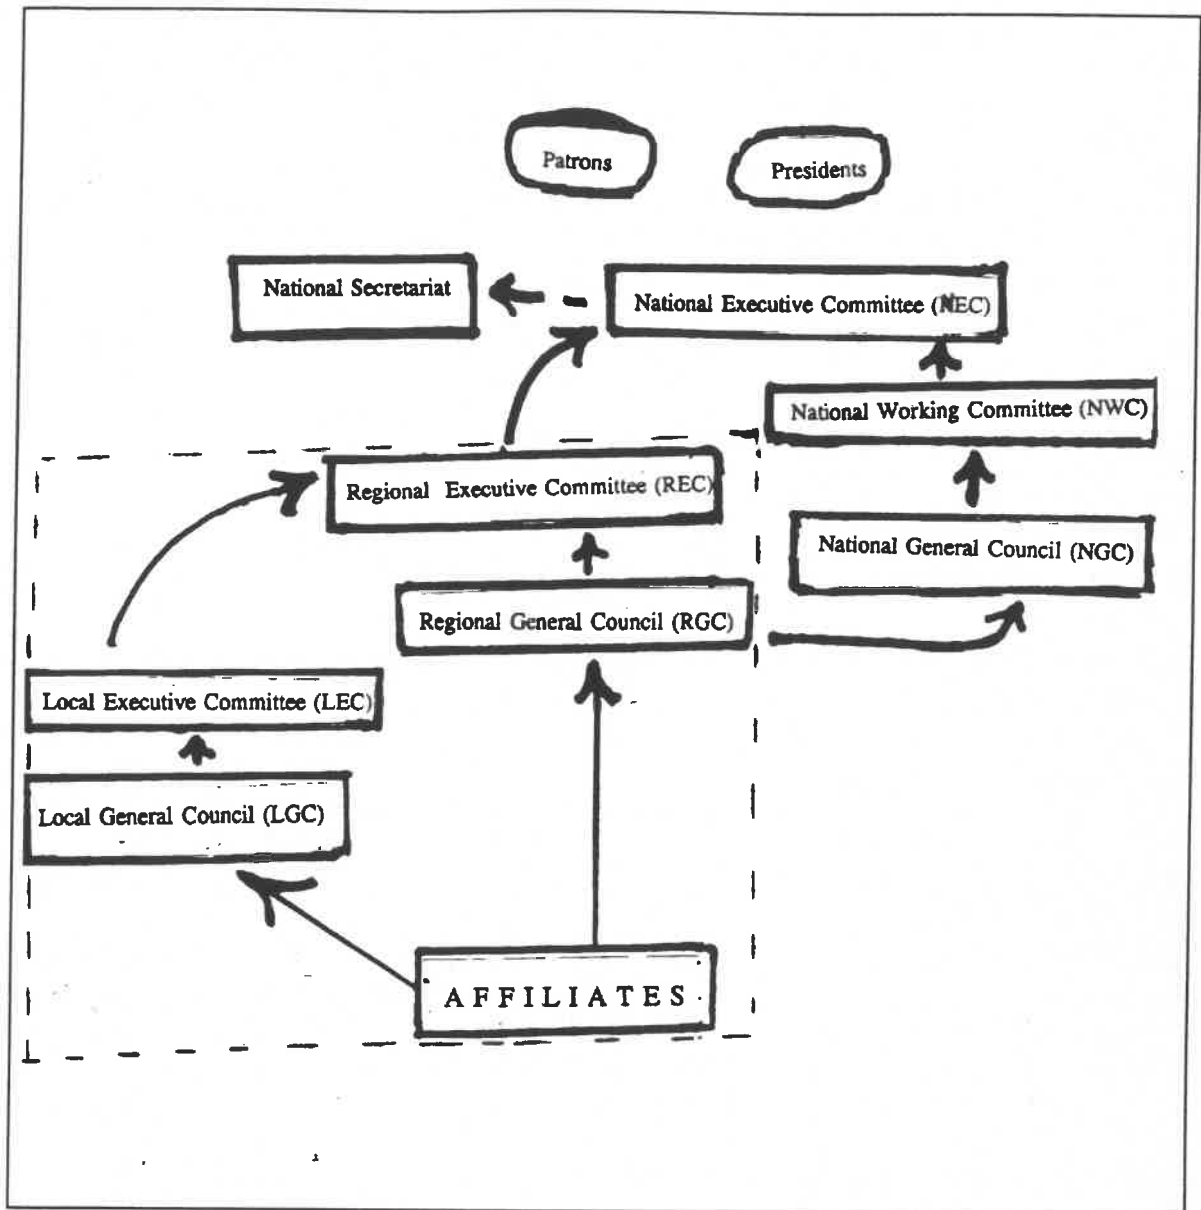 Patrons
Presidents
National Secretariat
National Executive Committee (NEC)
National Working Committee (NWC)
Regional Executive Committee (REC)
National General Council (NGC)
Regional General Council (RGC)
Local Executive Committee (LEC)
Local General Council (LGC)
AFFILIATES